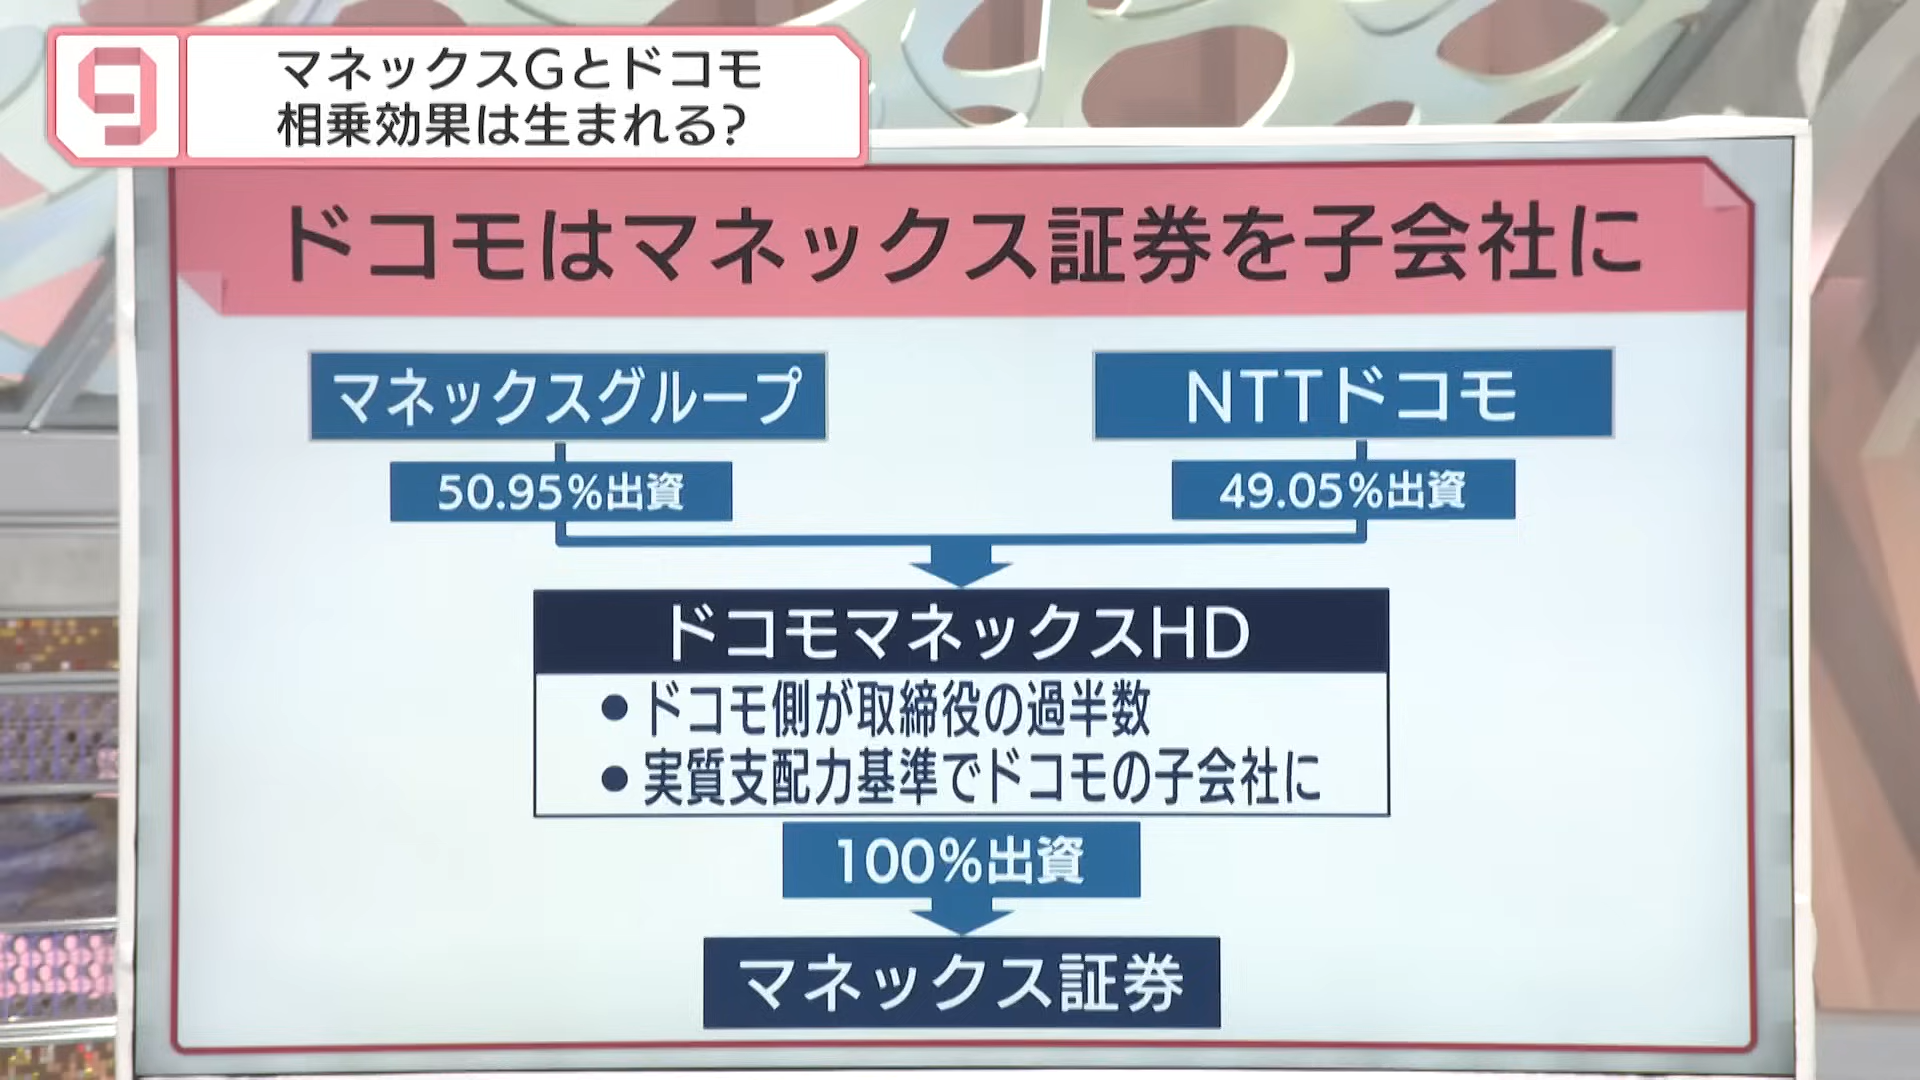 9
マネックスGとドコモ
相乗効果は生まれる?
ドコモはマネックス証券を子会社に
マネックスグループ
NTTドコモ
50.95%出資
49.05%出資
ドコモマネックスHD
●ドコモ側が取締役の過半数
●実質支配力基準でドコモの子会社に
100%出資
マネックス証券